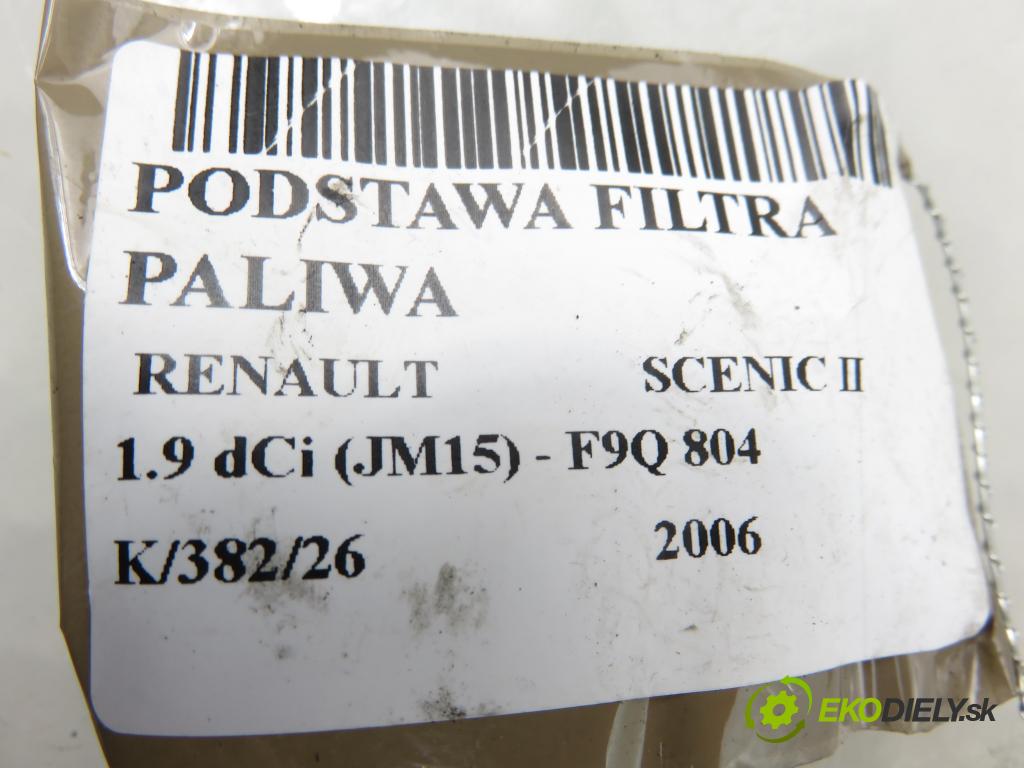 PODSTAWA FILTRA
PALIWA
RENAULT SCENIC II
1.9 dCi (JM15) - F9Q 804
K/382/26 2006
EKODIELY.sk